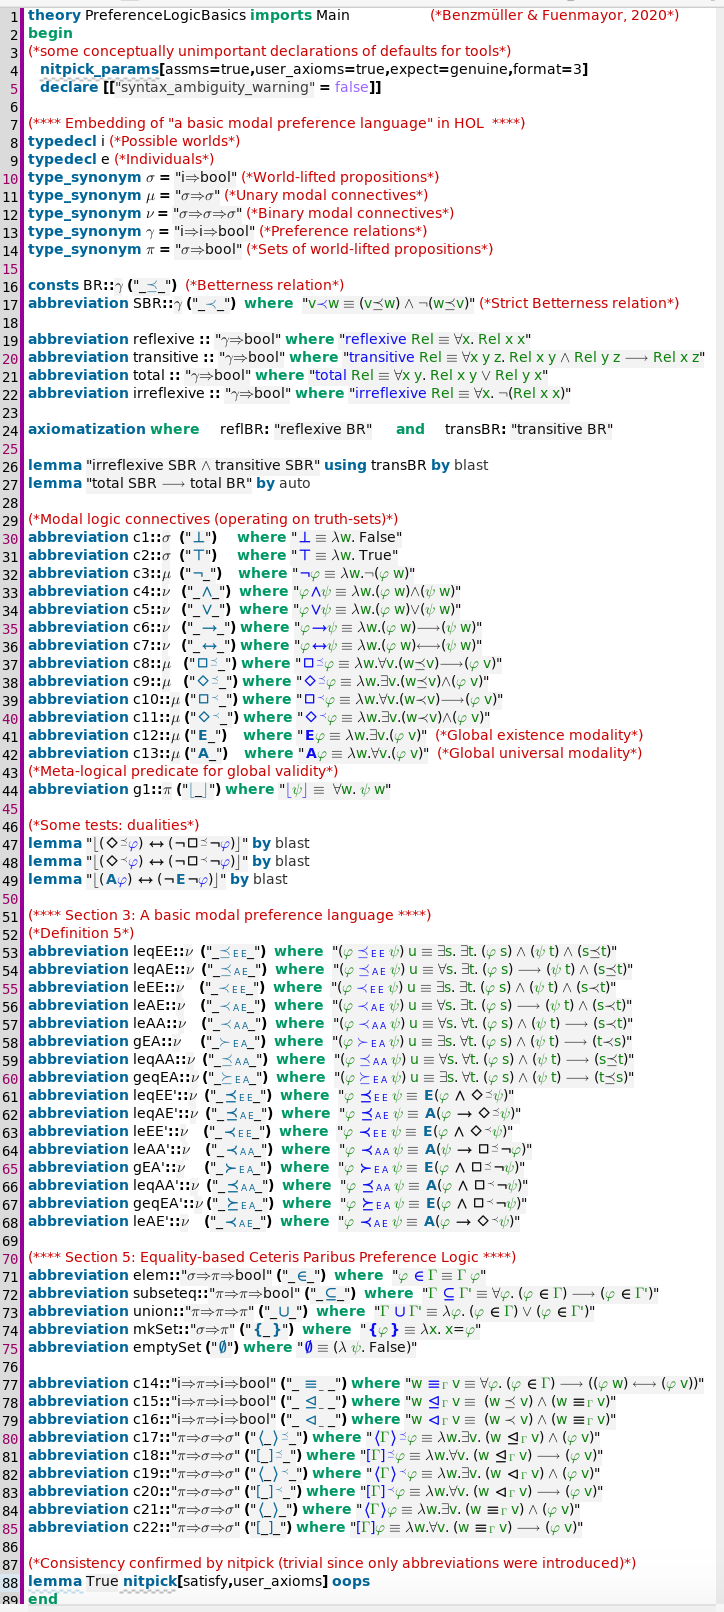 1 theory PreferenceLogicBasics imports Main (*Benzmüller & Fuenmayor, 2020*)
2 begin
3 (*some conceptually unimportant declarations of defaults for tools*)
4 nitpick_params[assms=true,user_axioms=true,expect=genuine,format=3]
5 declare [["syntax_ambiguity_warning" = false]]
6
7 (**** Embedding of "a basic modal preference language" in HOL ****)
8 typedecl i (*Possible worlds*)
9 typedecl e (*Individuals*)
10 type_synonym σ = "i⇒bool" (*World-lifted propositions*)
11 type_synonym μ = "σ⇒σ" (*Unary modal connectives*)
12 type_synonym ν = "σ⇒σ⇒σ" (*Binary modal connectives*)
13 type_synonym γ = "i⇒i⇒bool" (*Preference relations*)
14 type_synonym π = "σ⇒bool" (*Sets of world-lifted propositions*)
15
16 consts BR::γ ("_⪯_") (*Betterness relation*)
17 abbreviation SBR::γ ("_≺_") where "v≺w ≡ (v⪯w) ∧ ¬(w⪯v)" (*Strict Betterness relation*)
18
19 abbreviation reflexive :: "γ⇒bool" where "reflexive Rel ≡ ∀x. Rel x x"
20 abbreviation transitive :: "γ⇒bool" where "transitive Rel ≡ ∀x y z. Rel x y ∧ Rel y z ⟶ Rel x z"
21 abbreviation total :: "γ⇒bool" where "total Rel ≡ ∀x y. Rel x y ∨ Rel y x"
22 abbreviation irreflexive :: "γ⇒bool" where "irreflexive Rel ≡ ∀x. ¬(Rel x x)"
23
24 axiomatization where reflBR: "reflexive BR" and transBR: "transitive BR"
25
26 lemma "irreflexive SBR ∧ transitive SBR" using transBR by blast
27 lemma "total SBR ⟶ total BR" by auto
28
29 (*Modal logic connectives (operating on truth-sets)*)
30 abbreviation c1::σ ("⊥") where "⊥ ≡ λw. False"
31 abbreviation c2::σ ("⊤") where "⊤ ≡ λw. True"
32 abbreviation c3::μ ("¬_") where "¬φ ≡ λw.¬(φ w)"
33 abbreviation c4::ν ("_∧_") where "φ∧ψ ≡ λw.(φ w)∧(ψ w)"
34 abbreviation c5::ν ("_∨_") where "φ∨ψ ≡ λw.(φ w)∨(ψ w)"
35 abbreviation c6::ν ("_→_") where "φ→ψ ≡ λw.(φ w)⟶(ψ w)"
36 abbreviation c7::ν ("_↔_") where "φ↔ψ ≡ λw.(φ w)⟷(ψ w)"
37 abbreviation c8::μ ("□⪯_") where "□⪯φ ≡ λw.∀v.(w⪯v)⟶(φ v)"
38 abbreviation c9::μ ("◇⪯_") where "◇⪯φ ≡ λw.∃v.(w⪯v)∧(φ v)"
39 abbreviation c10::μ ("□≺_") where "□≺φ ≡ λw.∀v.(w≺v)⟶(φ v)"
40 abbreviation c11::μ ("◇≺_") where "◇≺φ ≡ λw.∃v.(w≺v)∧(φ v)"
41 abbreviation c12::μ ("E_") where "Eφ ≡ λw.∃v.(φ v)" (*Global existence modality*)
42 abbreviation c13::μ ("A_") where "Aφ ≡ λw.∀v.(φ v)" (*Global universal modality*)
43 (*Meta-logical predicate for global validity*)
44 abbreviation g1::π ("⌊_⌋") where "⌊ψ⌋ ≡ ∀w. ψ w"
45
46 (*Some tests: dualities*)
47 lemma "⌊(◇⪯φ) ↔ (¬□⪯¬φ)⌋" by blast
48 lemma "⌊(◇≺φ) ↔ (¬□≺¬φ)⌋" by blast
49 lemma "⌊(Aφ) ↔ (¬E¬φ)⌋" by blast
50
51 (**** Section 3: A basic modal preference language ****)
52 (*Definition 5*)
53 abbreviation leqEE::ν ("_⪯EE_") where "(φ ⪯EE ψ) u ≡ ∃s. ∃t. (φ s) ∧ (ψ t) ∧ (s⪯t)"
54 abbreviation leqAE::ν ("_⪯AE_") where "(φ ⪯AE ψ) u ≡ ∀s. ∃t. (φ s) ⟶ (ψ t) ∧ (s⪯t)"
55 abbreviation leEE::ν ("_≺EE_") where "(φ ≺EE ψ) u ≡ ∃s. ∃t. (φ s) ∧ (ψ t) ∧ (s≺t)"
56 abbreviation leAE::ν ("_≺AE_") where "(φ ≺AE ψ) u ≡ ∀s. ∃t. (φ s) ⟶ (ψ t) ∧ (s≺t)"
57 abbreviation leAA::ν ("_≺AA_") where "(φ ≺AA ψ) u ≡ ∀s. ∀t. (φ s) ∧ (ψ t) ⟶ (s≺t)"
58 abbreviation gEA::ν ("_≻EA_") where "(φ ≻EA ψ) u ≡ ∃s. ∀t. (φ s) ∧ (ψ t) ⟶ (t≺s)"
59 abbreviation leqAA::ν ("_⪯AA_") where "(φ ⪯AA ψ) u ≡ ∀s. ∀t. (φ s) ∧ (ψ t) ⟶ (s⪯t)"
60 abbreviation geqEA::ν ("_⪰EA_") where "(φ ⪰EA ψ) u ≡ ∃s. ∀t. (φ s) ∧ (ψ t) ⟶ (t⪯s)"
61 abbreviation leqEE'::ν ("_⪯EE_") where "φ ⪯EE ψ ≡ E(φ ∧ ◇⪯ψ)"
62 abbreviation leqAE'::ν ("_⪯AE_") where "φ ⪯AE ψ ≡ A(φ → ◇⪯ψ)"
63 abbreviation leEE'::ν ("_≺EE_") where "φ ≺EE ψ ≡ E(φ ∧ ◇≺ψ)"
64 abbreviation leAA'::ν ("_≺AA_") where "φ ≺AA ψ ≡ A(ψ → □⪯¬φ)"
65 abbreviation gEA'::ν ("_≻EA_") where "φ ≻EA ψ ≡ E(φ ∧ □⪯¬ψ)"
66 abbreviation leqAA'::ν ("_⪯AA_") where "φ ⪯AA ψ ≡ A(φ ∧ □≺¬ψ)"
67 abbreviation geqEA'::ν ("_⪰EA_") where "φ ⪰EA ψ ≡ E(φ ∧ □≺¬ψ)"
68 abbreviation leAE'::ν ("_≺AE_") where "φ ≺AE ψ ≡ A(φ → ◇≺ψ)"
69
70 (**** Section 5: Equality-based Ceteris Paribus Preference Logic ****)
71 abbreviation elem::"σ⇒π⇒bool" ("_∈_") where "φ ∈ Γ ≡ Γ φ"
72 abbreviation subseteq::"π⇒π⇒bool" ("_⊆_") where "Γ ⊆ Γ' ≡ ∀φ. (φ ∈ Γ) ⟶ (φ ∈ Γ')"
73 abbreviation union::"π⇒π⇒π" ("_∪_") where "Γ ∪ Γ' ≡ λφ. (φ ∈ Γ) ∨ (φ ∈ Γ')"
74 abbreviation mkSet::"σ⇒π" ("{_}") where "{φ} ≡ λx. x=φ"
75 abbreviation emptySet ("∅") where "∅ ≡ (λ ψ. False)"
76
77 abbreviation c14::"i⇒π⇒i⇒bool" ("_ ≡_ _") where "w ≡Γ v ≡ ∀φ. (φ ∈ Γ) ⟶ ((φ w) ⟷ (φ v))"
78 abbreviation c15::"i⇒π⇒i⇒bool" ("_ ⊴_ _") where "w ⊴Γ v ≡ (w ⪯ v) ∧ (w ≡Γ v)"
79 abbreviation c16::"i⇒π⇒i⇒bool" ("_ ⊲_ _") where "w ⊲Γ v ≡ (w ≺ v) ∧ (w ≡Γ v)"
80 abbreviation c17::"π⇒σ⇒σ" ("⟨_⟩⪯_") where "⟨Γ⟩⪯φ ≡ λw.∃v. (w ⊴Γ v) ∧ (φ v)"
81 abbreviation c18::"π⇒σ⇒σ" ("[_]⪯_") where "[Γ]⪯φ ≡ λw.∀v. (w ⊴Γ v) ⟶ (φ v)"
82 abbreviation c19::"π⇒σ⇒σ" ("⟨_⟩≺_") where "⟨Γ⟩≺φ ≡ λw.∃v. (w ⊲Γ v) ∧ (φ v)"
83 abbreviation c20::"π⇒σ⇒σ" ("[_]≺_") where "[Γ]≺φ ≡ λw.∀v. (w ⊲Γ v) ⟶ (φ v)"
84 abbreviation c21::"π⇒σ⇒σ" ("⟨_⟩_") where "⟨Γ⟩φ ≡ λw.∃v. (w ≡Γ v) ∧ (φ v)"
85 abbreviation c22::"π⇒σ⇒σ" ("[_]_") where "[Γ]φ ≡ λw.∀v. (w ≡Γ v) ⟶ (φ v)"
86
87 (*Consistency confirmed by nitpick (trivial since only abbreviations were introduced)*)
88 lemma True nitpick[satisfy,user_axioms] oops
89 end